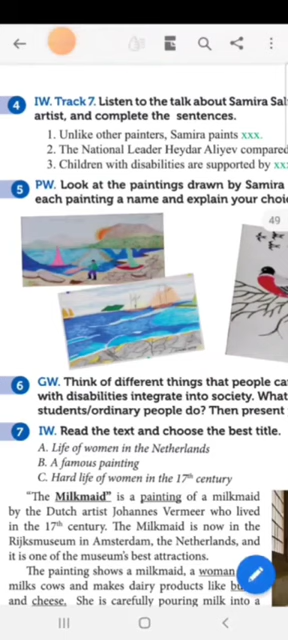 4 IW. Track 7. Listen to the talk about Samira Sal
artist, and complete the sentences.
1. Unlike other painters, Samira paints xxx.
2. The National Leader Heydar Aliyev compared
3. Children with disabilities are supported by xx
5 PW. Look at the paintings drawn by Samira
each painting a name and explain your choi
49
6 GW. Think of different things that people ca
with disabilities integrate into society. What
students/ordinary people do? Then present
7 IW. Read the text and choose the best title.
A. Life of women in the Netherlands
B. A famous painting
C. Hard life of women in the 17th century
"The Milkmaid" is a painting of a milkmaid
by the Dutch artist Johannes Vermeer who lived
in the 17th century. The Milkmaid is now in the
Rijksmuseum in Amsterdam, the Netherlands, and
it is one of the museum's best attractions.
The painting shows a milkmaid, a woman
milks cows and makes dairy products like bu
and cheese. She is carefully pouring milk into a